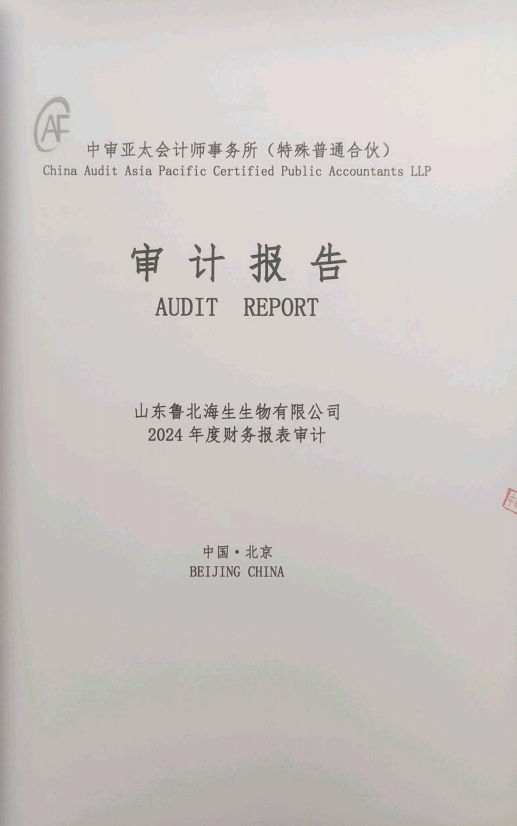 AF
中审亚太会计师事务所（特殊普通合伙）
China Audit Asia Pacific Certified Public Accountants LLP
审计报告
AUDIT REPORT
山东鲁北海生生物有限公司
2024 年度财务报表审计
中国·北京
BEIJING CHINA